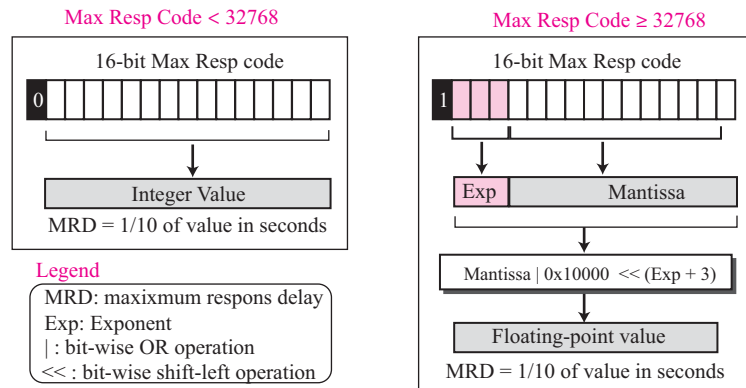 Max Resp Code < 32768
16-bit Max Resp code
0
Integer Value
MRD = 1/10 of value in seconds
Legend
MRD: maxixmum respons delay
Exp: Exponent
| : bit-wise OR operation
<< : bit-wise shift-left operation
Max Resp Code ≥ 32768
16-bit Max Resp code
1
Exp Mantissa
Mantissa | 0x10000 << (Exp + 3)
Floating-point value
MRD = 1/10 of value in seconds